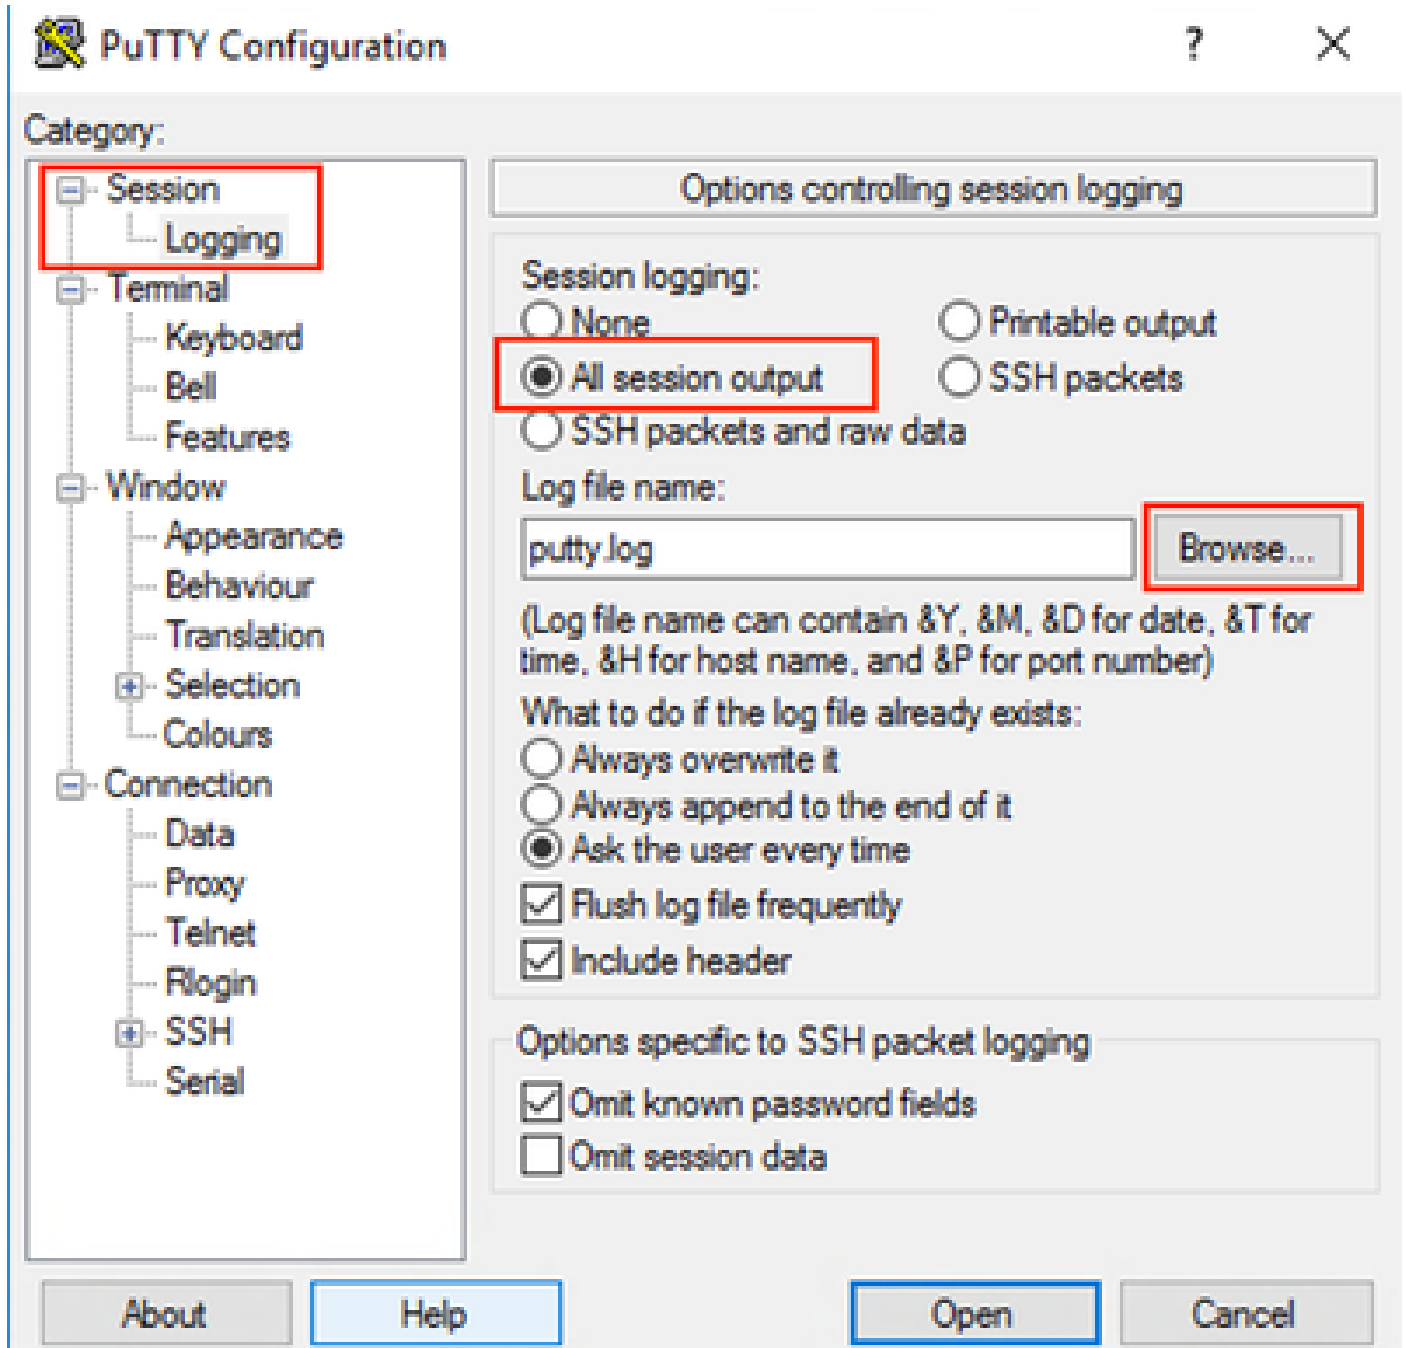 PuTTY Configuration
?
Category:
Session
Logging
Terminal
Keyboard
Bell
Features
Window
Appearance
Behaviour
Translation
Selection
Colours
Connection
Data
Proxy
Telnet
Rlogin
SSH
Serial
Options controlling session logging
Session logging:
None
Printable output
All session output
SSH packets
SSH packets and raw data
Log file name:
putty.log
Browse...
(Log file name can contain &Y, &M, &D for date, &T for
time, &H for host name, and &P for port number)
What to do if the log file already exists:
Always overwrite it
Always append to the end of it
Ask the user every time
Flush log file frequently
Include header
Options specific to SSH packet logging
Omit known password fields
Omit session data
About
Help
Open
Cancel